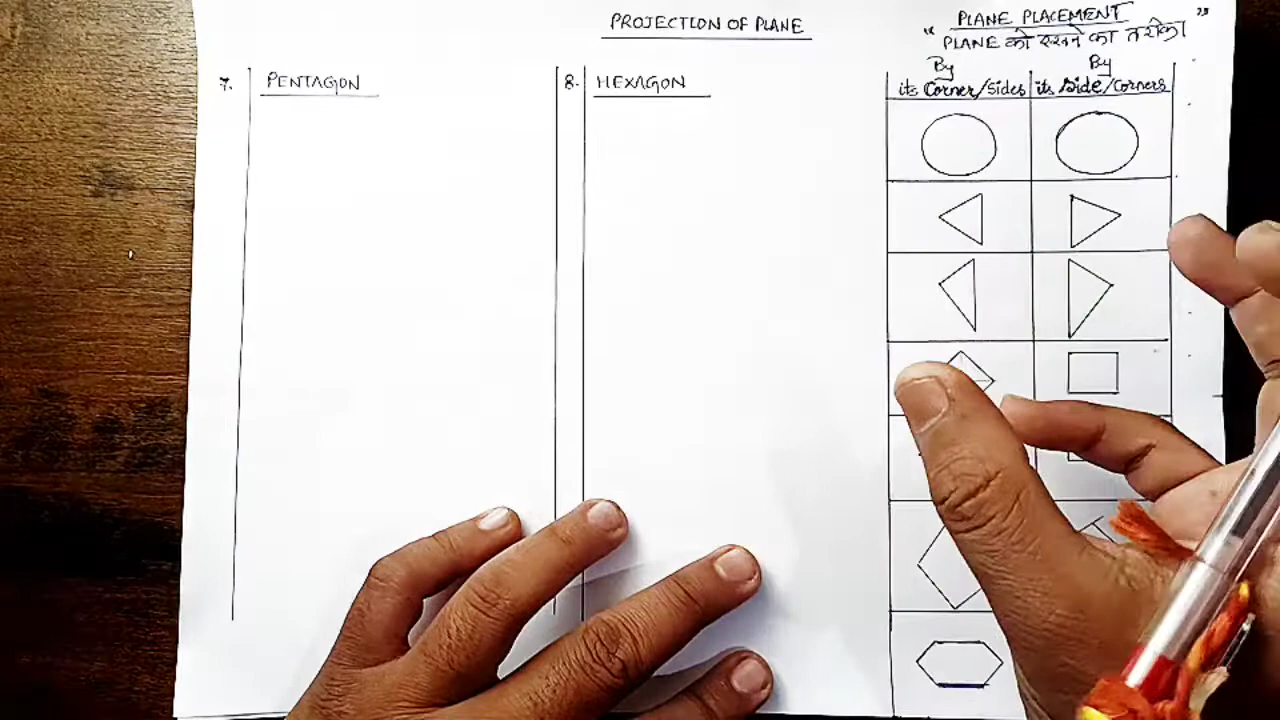 PROJECTION OF PLANE
7. PENTAGON
8. HEXAGON
" PLANE PLACEMENT "
PLANE को रखने का तरीका
By
its Corner/Sides
By
its Side/Corners